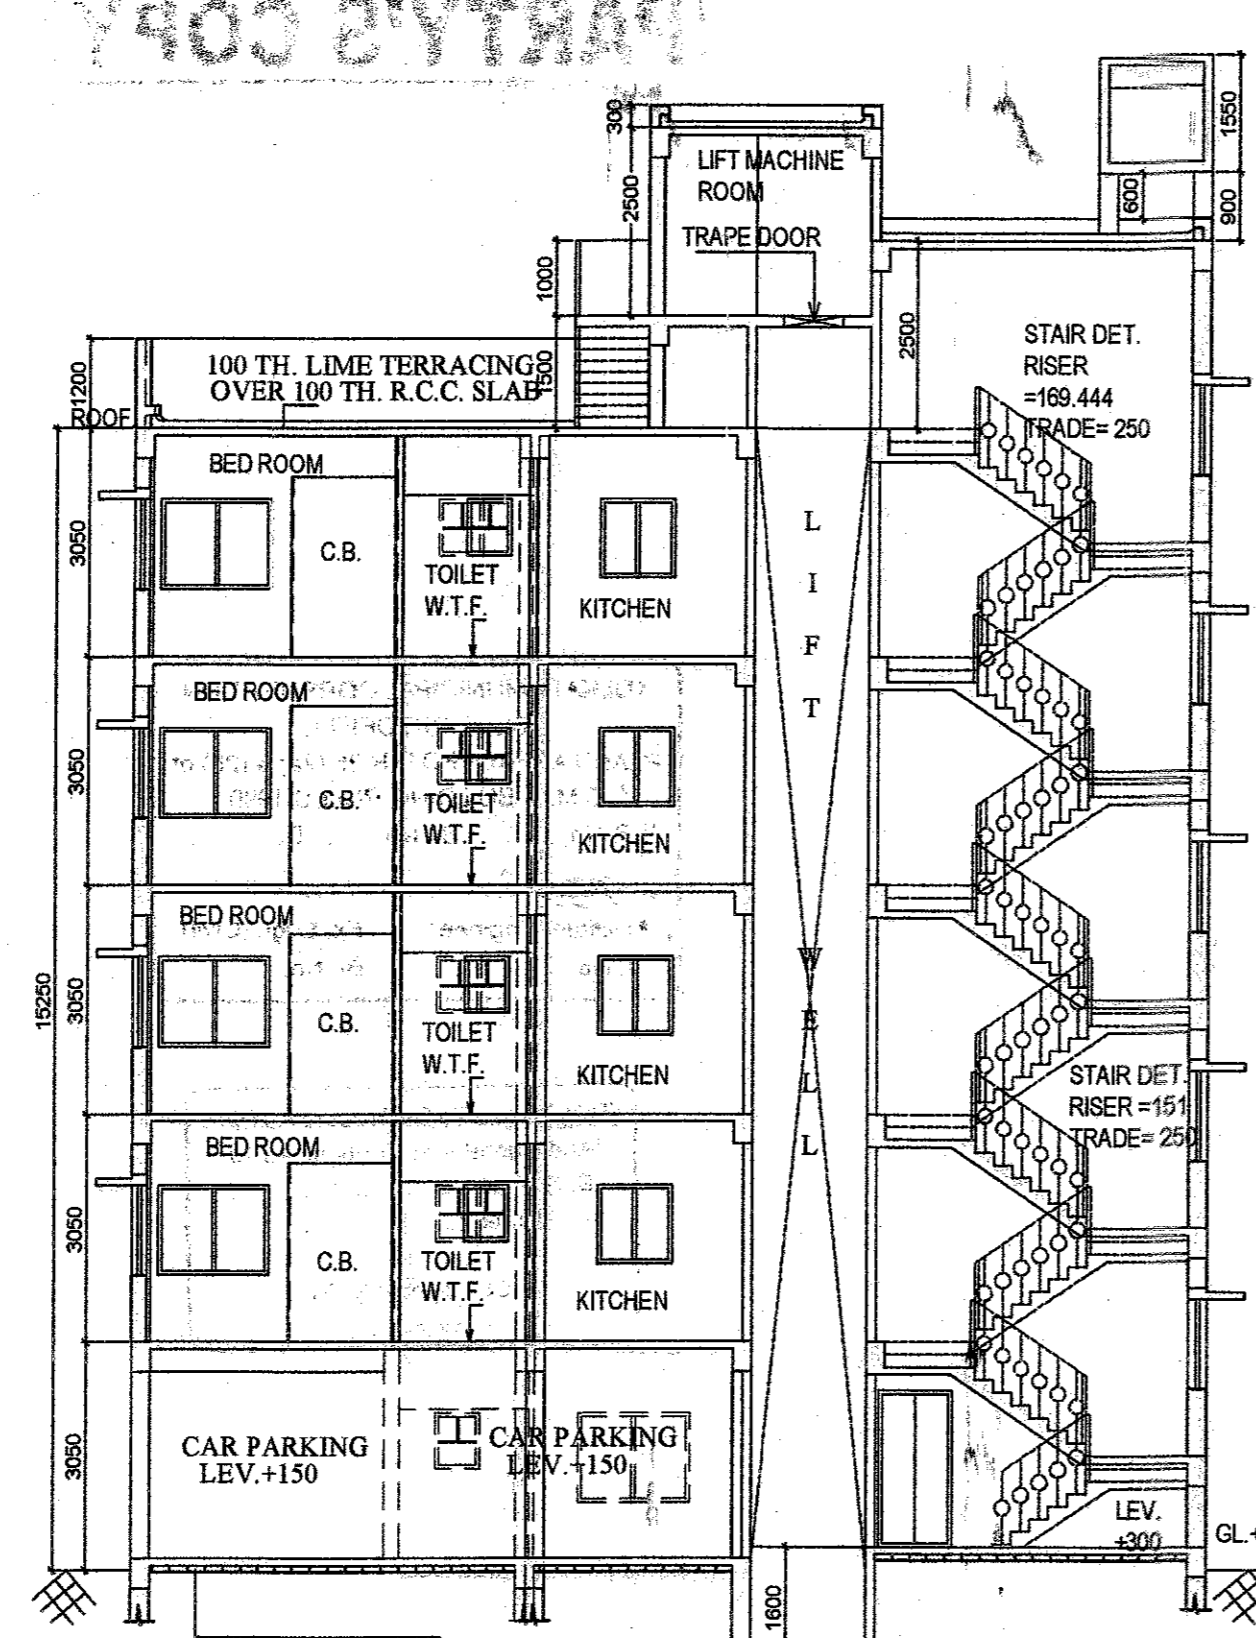 PARTY'S COPY
300
LIFT MACHINE
ROOM
2500
TRAPE DOOR
1550
600
900
1000
1500
2500
STAIR DET.
RISER
=169.444
TRADE= 250
1200
100 TH. LIME TERRACING
OVER 100 TH. R.C.C. SLAB
ROOF
BED ROOM
C.B.
TOILET
W.T.F.
KITCHEN
3050
BED ROOM
C.B.
TOILET
W.T.F.
KITCHEN
3050
LIFT WELL
BED ROOM
C.B.
TOILET
W.T.F.
KITCHEN
3050
15250
STAIR DET.
RISER =151
TRADE= 250
BED ROOM
C.B.
TOILET
W.T.F.
KITCHEN
3050
CAR PARKING
LEV.+150
CAR PARKING
LEV.+150
3050
LEV.
+300
GL.+
1600